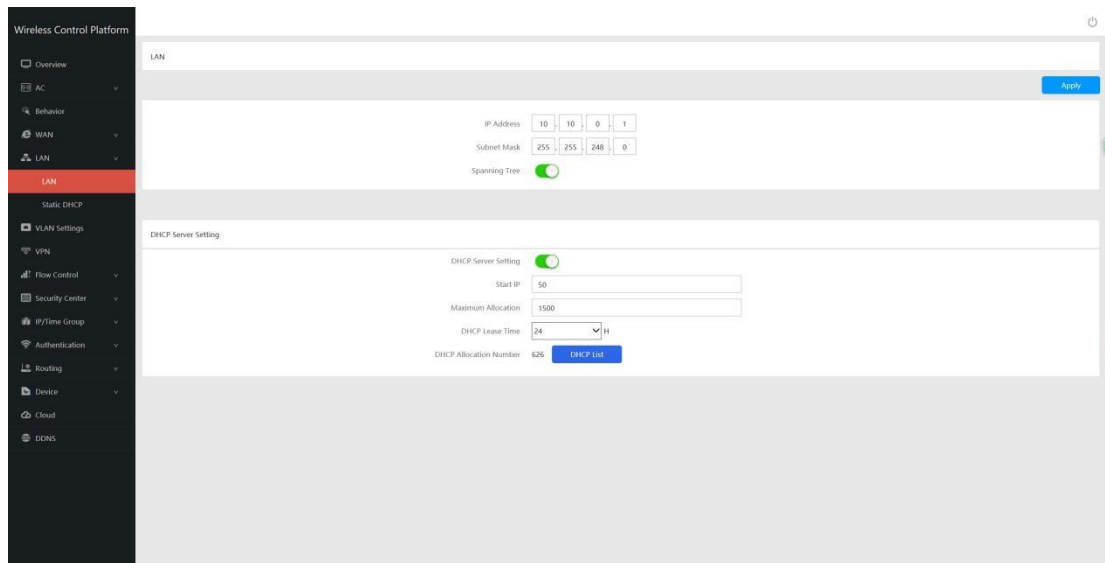 Wireless Control Platform
Overview
AC
Behavior
WAN
LAN
LAN
Static DHCP
VLAN Settings
VPN
Flow Control
Security Center
IP/Time Group
Authentication
Routing
Device
Cloud
DDNS
LAN
Apply
IP Address 10 . 10 . 0 . 1
Subnet Mask 255 . 255 . 248 . 0
Spanning Tree
DHCP Server Setting
DHCP Server Setting
Start IP 50
Maximum Allocation 1500
DHCP Lease Time 24 H
DHCP Allocation Number 626 DHCP List